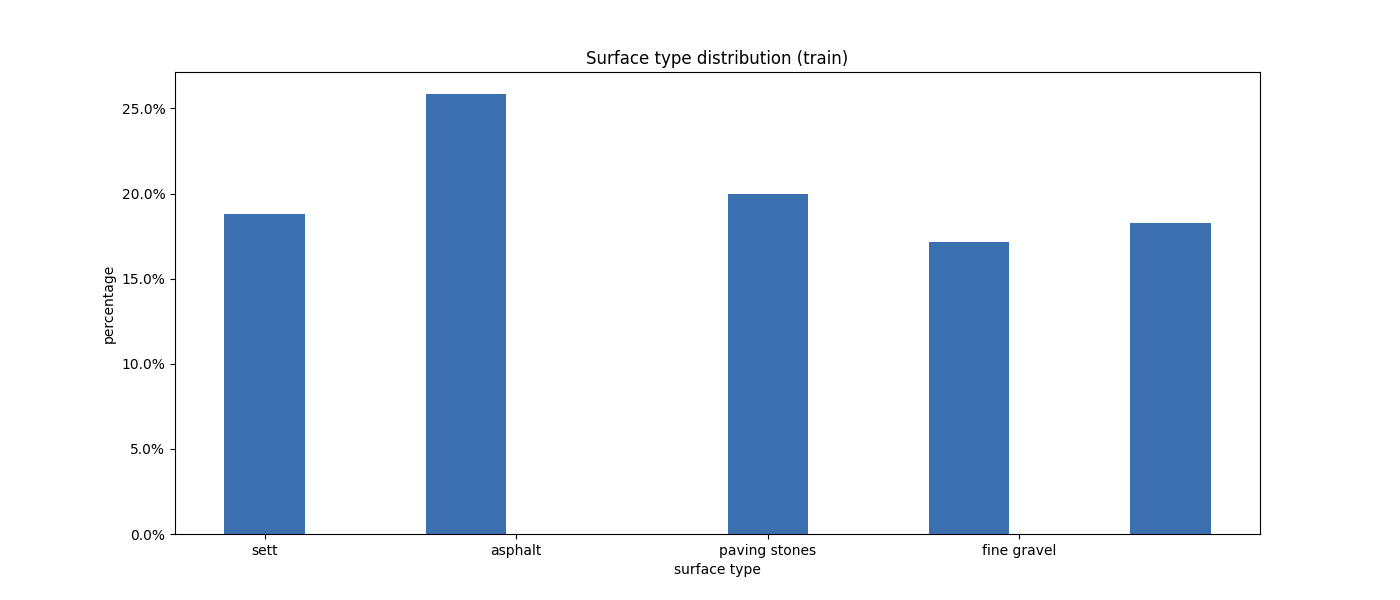 Surface type distribution (train)
25.0%
20.0%
15.0%
10.0%
5.0%
0.0%
percentage
sett asphalt paving stones fine gravel
surface type